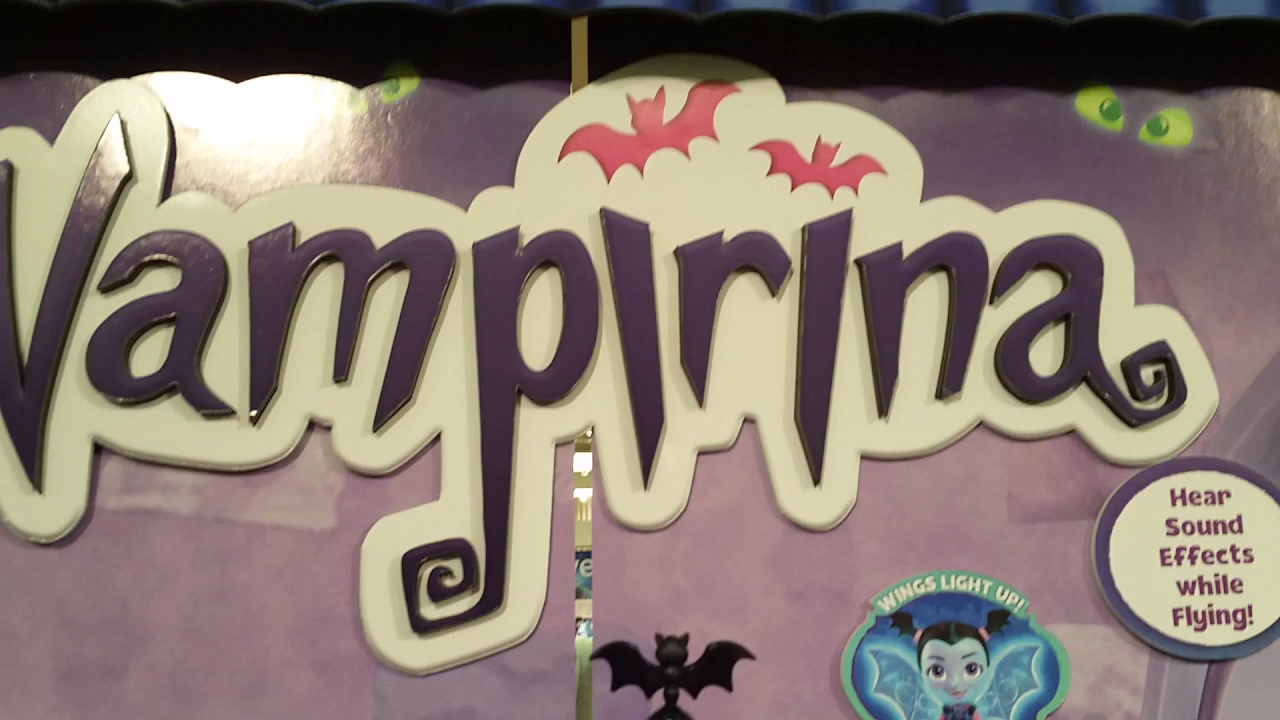 Vampirina
Hear
Sound
Effects
while
Flying!
WINGS LIGHT UP!